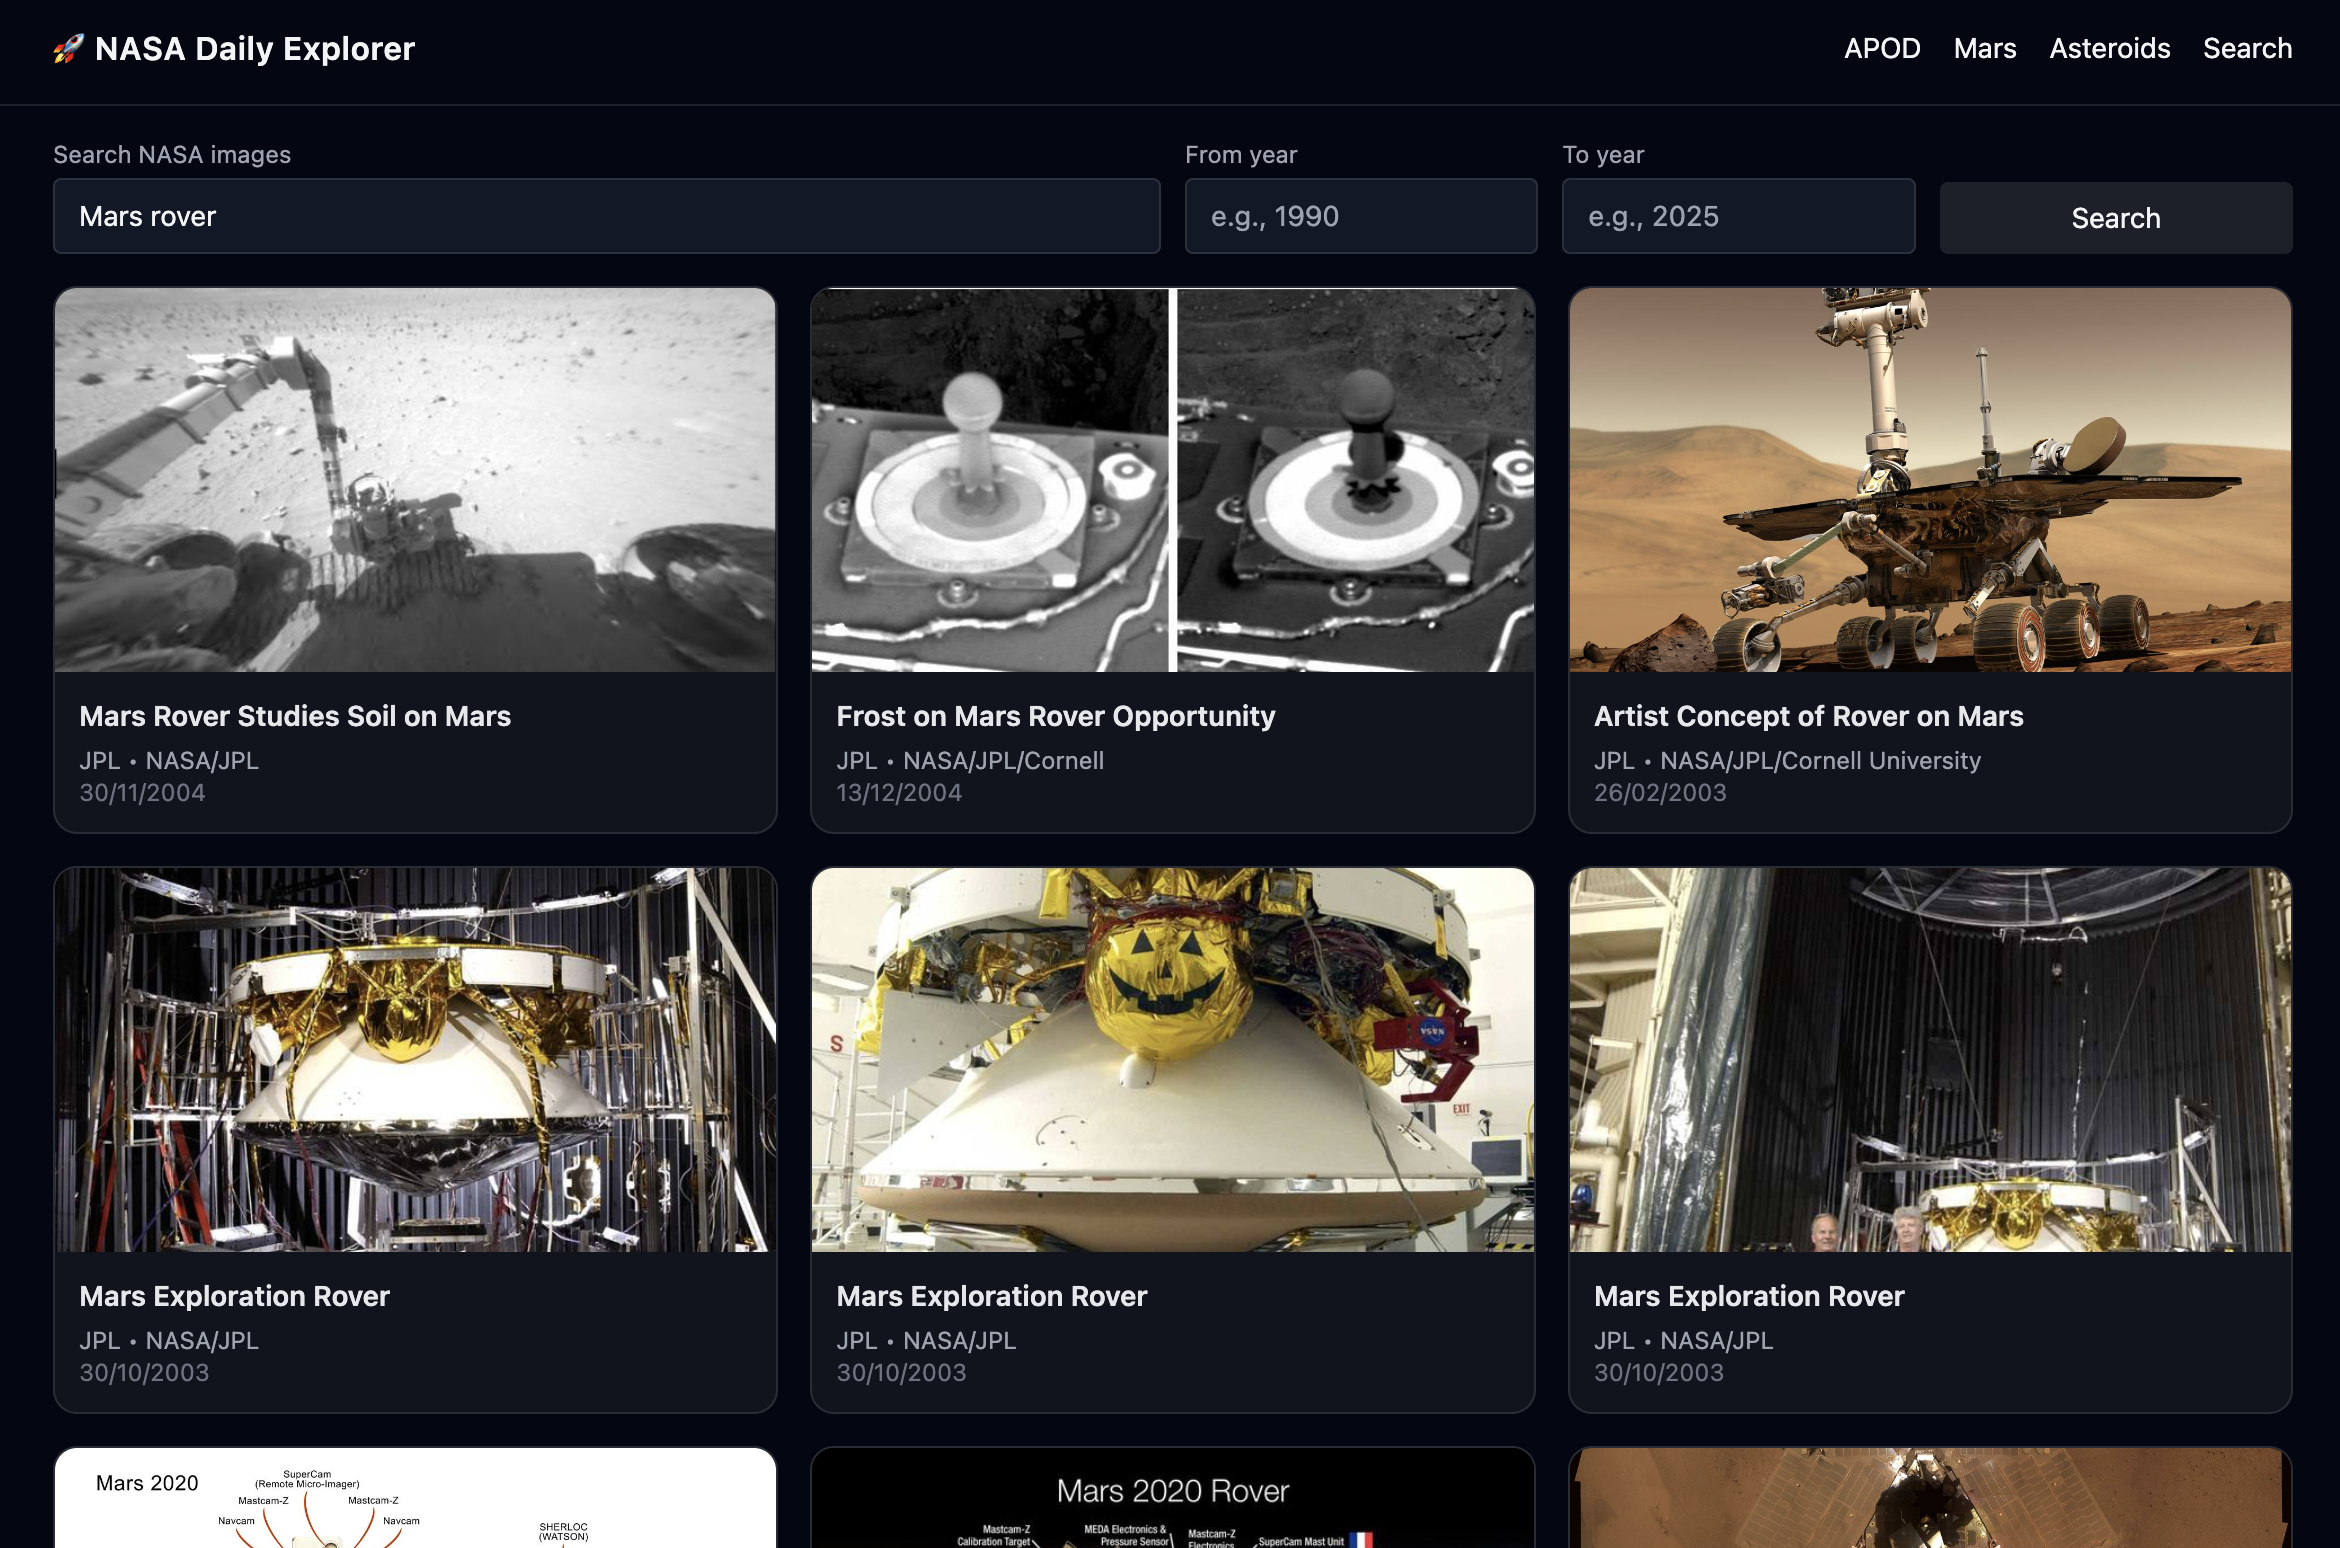 🚀 NASA Daily Explorer
APOD Mars Asteroids Search
Search NASA images
From year
To year
Mars rover
e.g., 1990
e.g., 2025
Search
S
EXIT
NASA
Mars Rover Studies Soil on Mars
JPL • NASA/JPL
30/11/2004
Frost on Mars Rover Opportunity
JPL • NASA/JPL/Cornell
13/12/2004
Artist Concept of Rover on Mars
JPL • NASA/JPL/Cornell University
26/02/2003
Mars Exploration Rover
JPL • NASA/JPL
30/10/2003
Mars Exploration Rover
JPL • NASA/JPL
30/10/2003
Mars Exploration Rover
JPL • NASA/JPL
30/10/2003
Mars 2020
SuperCam
(Remote Micro-Imager)
Mastcam-Z
Mastcam-Z
Navcam
Navcam
SHERLOC
(WATSON)
Mars 2020 Rover
Mastcam-Z
Calibration Target
MEDA Electronics &
Pressure Sensor
Mastcam-Z
Electronics
SuperCam Mast Unit